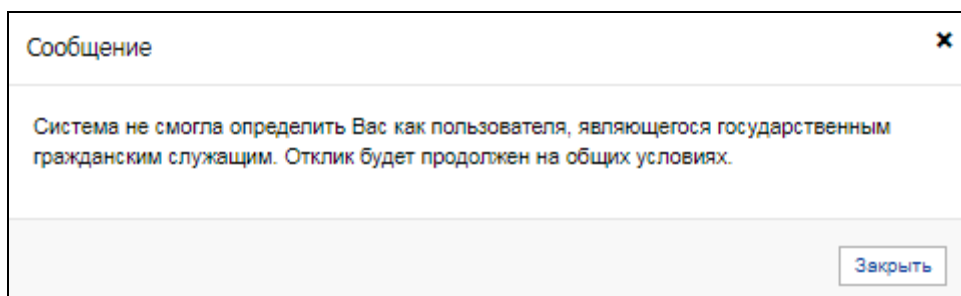 Сообщение
Система не смогла определить Вас как пользователя, являющегося государственным
гражданским служащим. Отклик будет продолжен на общих условиях.
Закрыть